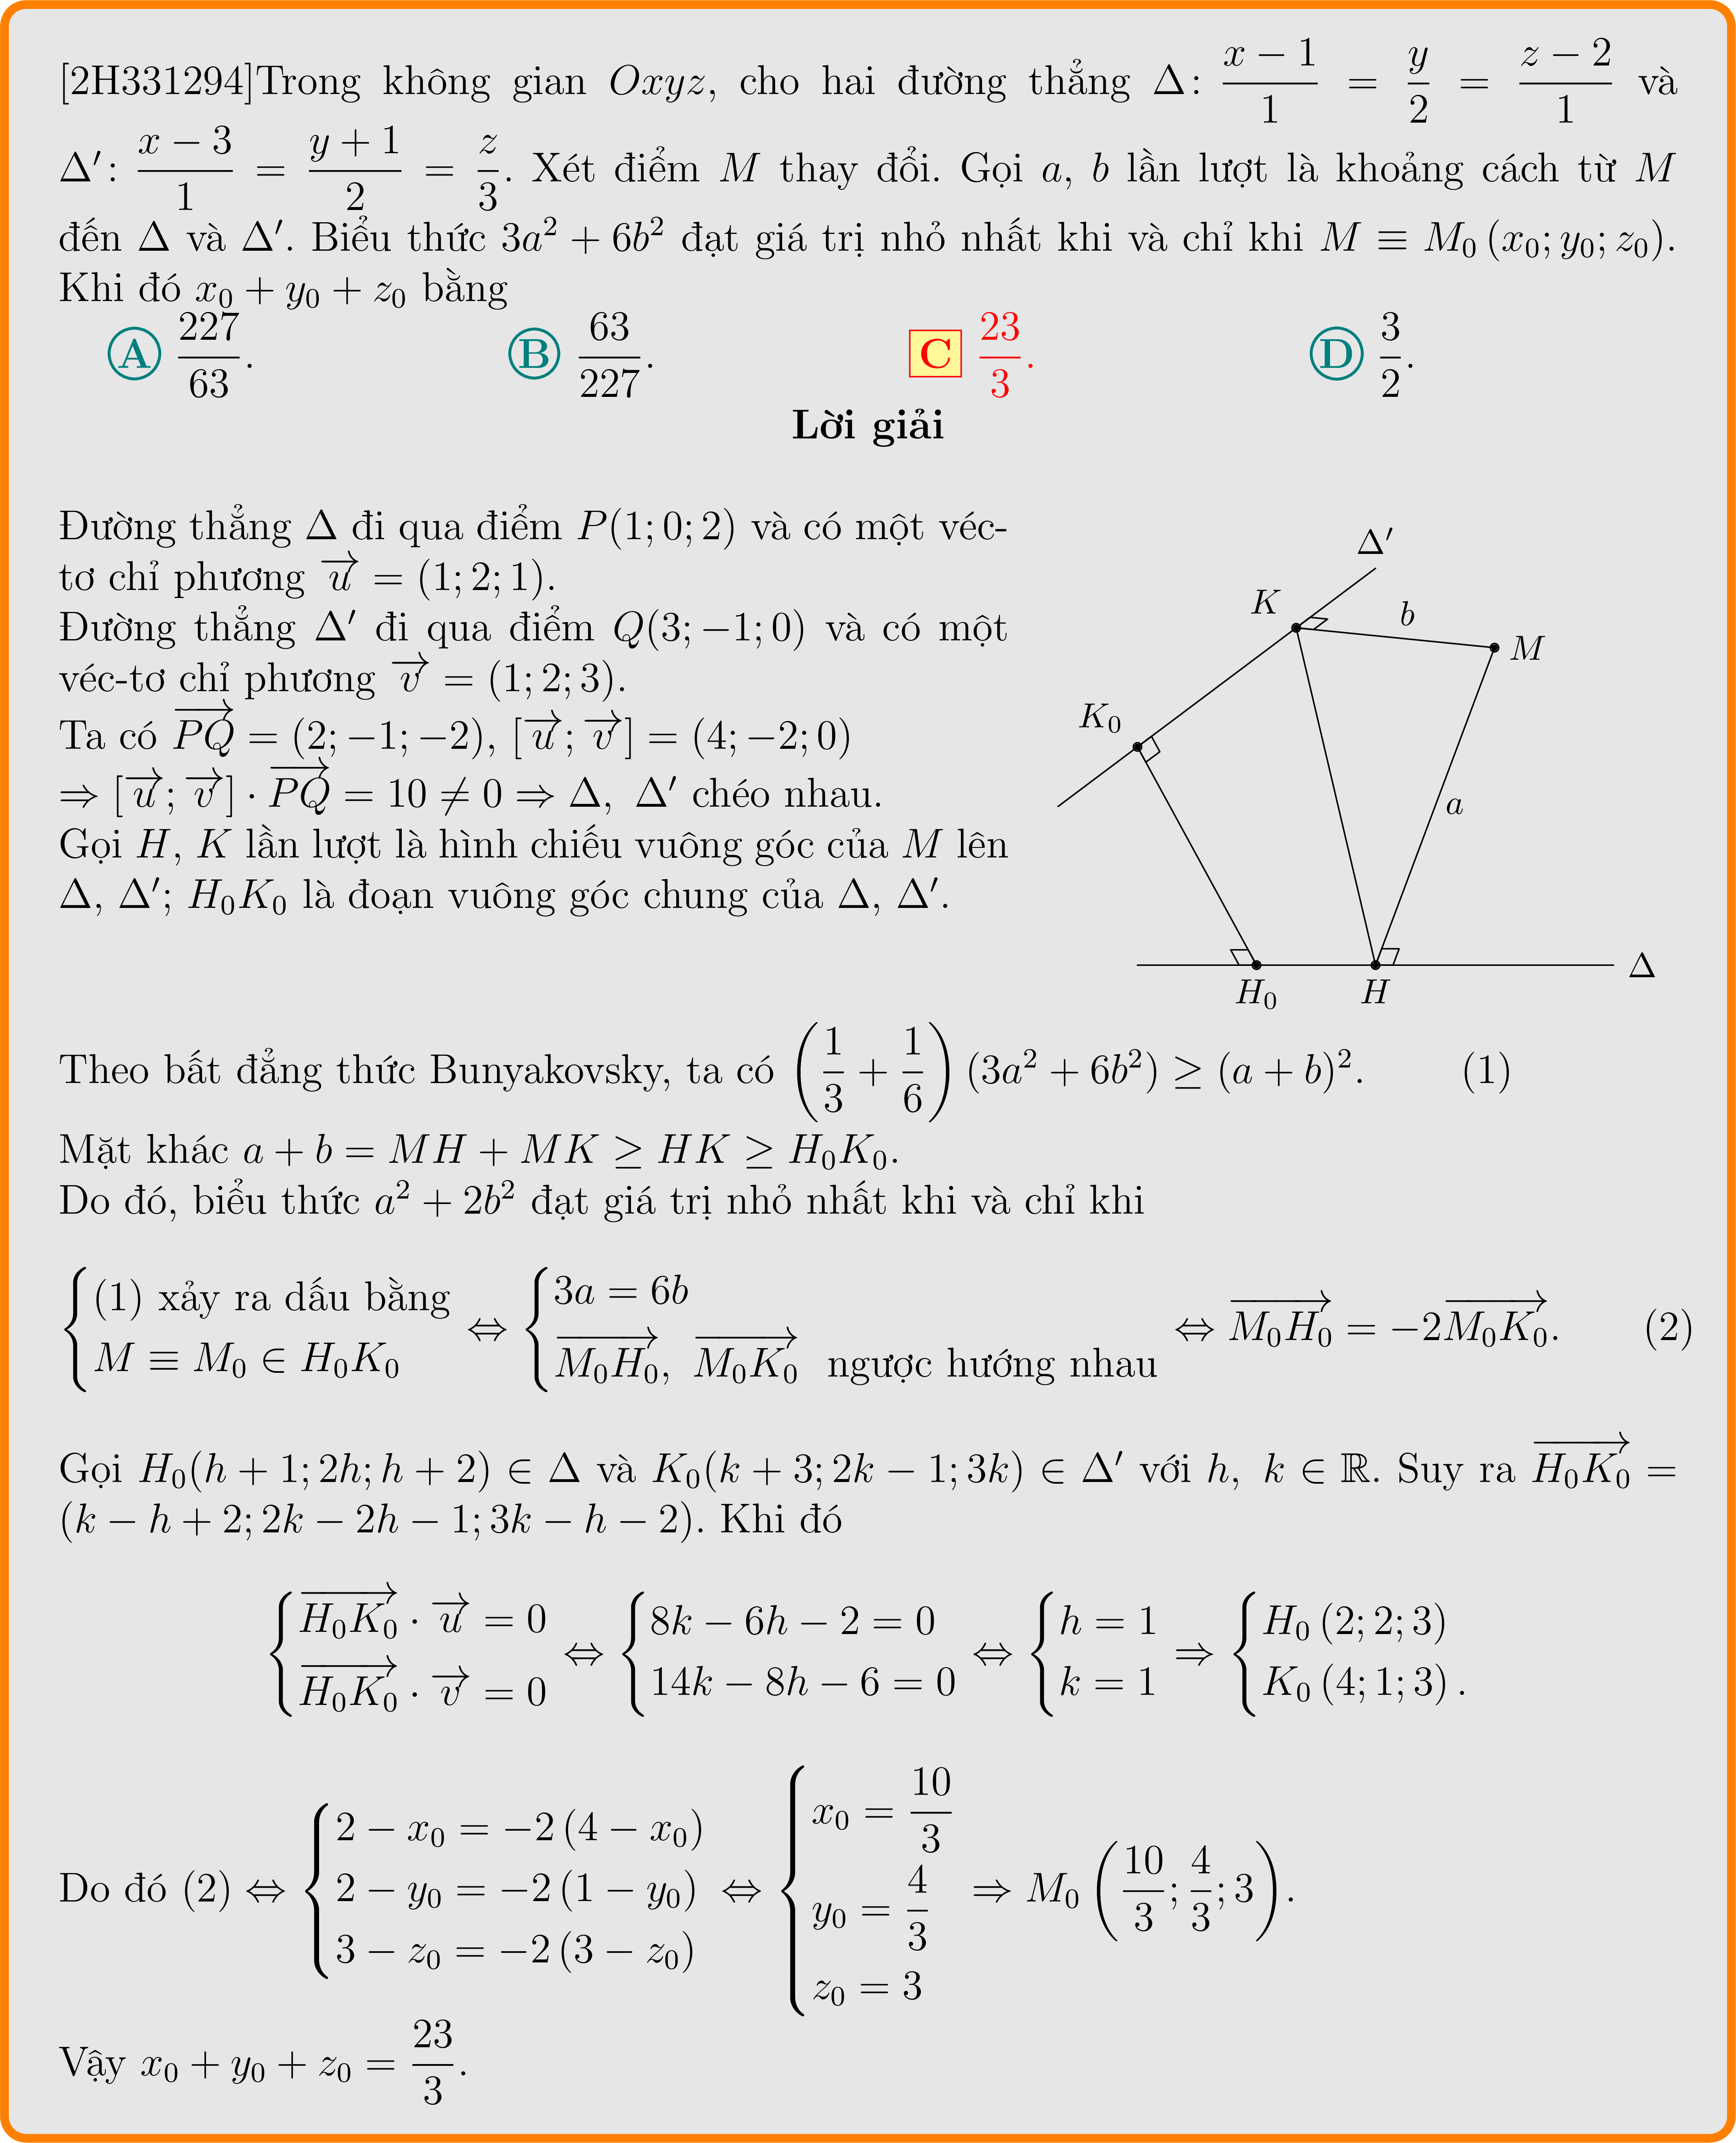 [2H331294]Trong không gian $Oxyz$, cho hai đường thẳng $\Delta \colon \dfrac{x-1}{1} = \dfrac{y}{2} = \dfrac{z-2}{1}$ và
$\Delta' \colon \dfrac{x-3}{1} = \dfrac{y+1}{2} = \dfrac{z}{3}$. Xét điểm $M$ thay đổi. Gọi $a$, $b$ lần lượt là khoảng cách từ $M$
đến $\Delta$ và $\Delta'$. Biểu thức $3a^2 + 6b^2$ đạt giá trị nhỏ nhất khi và chỉ khi $M \equiv M_0 (x_0; y_0; z_0)$.
Khi đó $x_0 + y_0 + z_0$ bằng
A $\dfrac{227}{63}$. B $\dfrac{63}{227}$. C $\dfrac{23}{3}$. D $\dfrac{3}{2}$.
Lời giải
Đường thẳng $\Delta$ đi qua điểm $P(1; 0; 2)$ và có một véc-
tơ chỉ phương $\overrightarrow{u} = (1; 2; 1)$.
Đường thẳng $\Delta'$ đi qua điểm $Q(3; -1; 0)$ và có một
véc-tơ chỉ phương $\overrightarrow{v} = (1; 2; 3)$.
Ta có $\overrightarrow{PQ} = (2; -1; -2)$, $[\overrightarrow{u}; \overrightarrow{v}] = (4; -2; 0)$
$\Rightarrow [\overrightarrow{u}; \overrightarrow{v}] \cdot \overrightarrow{PQ} = 10 \neq 0 \Rightarrow \Delta, \Delta'$ chéo nhau.
Gọi $H$, $K$ lần lượt là hình chiếu vuông góc của $M$ lên
$\Delta$, $\Delta'$; $H_0K_0$ là đoạn vuông góc chung của $\Delta$, $\Delta'$.
$\Delta'$
$K$
$b$
$M$
$K_0$
$a$
$\Delta$
$H_0$ $H$
Theo bất đẳng thức Bunyakovsky, ta có $\left(\dfrac{1}{3} + \dfrac{1}{6}\right)(3a^2 + 6b^2) \geq (a + b)^2$. (1)
Mặt khác $a + b = MH + MK \geq HK \geq H_0K_0$.
Do đó, biểu thức $a^2 + 2b^2$ đạt giá trị nhỏ nhất khi và chỉ khi
$\begin{cases} (1) \text{ xảy ra dấu bằng} \\ M \equiv M_0 \in H_0K_0 \end{cases} \Leftrightarrow \begin{cases} 3a = 6b \\ \overrightarrow{M_0H_0}, \overrightarrow{M_0K_0} \text{ ngược hướng nhau} \end{cases} \Leftrightarrow \overrightarrow{M_0H_0} = -2\overrightarrow{M_0K_0}$. (2)
Gọi $H_0(h + 1; 2h; h + 2) \in \Delta$ và $K_0(k + 3; 2k - 1; 3k) \in \Delta'$ với $h, k \in \mathbb{R}$. Suy ra $\overrightarrow{H_0K_0} =$
$(k - h + 2; 2k - 2h - 1; 3k - h - 2)$. Khi đó
$\begin{cases} \overrightarrow{H_0K_0} \cdot \overrightarrow{u} = 0 \\ \overrightarrow{H_0K_0} \cdot \overrightarrow{v} = 0 \end{cases} \Leftrightarrow \begin{cases} 8k - 6h - 2 = 0 \\ 14k - 8h - 6 = 0 \end{cases} \Leftrightarrow \begin{cases} h = 1 \\ k = 1 \end{cases} \Rightarrow \begin{cases} H_0 (2; 2; 3) \\ K_0 (4; 1; 3). \end{cases}$
Do đó $(2) \Leftrightarrow \begin{cases} 2 - x_0 = -2(4 - x_0) \\ 2 - y_0 = -2(1 - y_0) \\ 3 - z_0 = -2(3 - z_0) \end{cases} \Leftrightarrow \begin{cases} x_0 = \dfrac{10}{3} \\ y_0 = \dfrac{4}{3} \\ z_0 = 3 \end{cases} \Rightarrow M_0\left(\dfrac{10}{3}; \dfrac{4}{3}; 3\right)$.
Vậy $x_0 + y_0 + z_0 = \dfrac{23}{3}$.